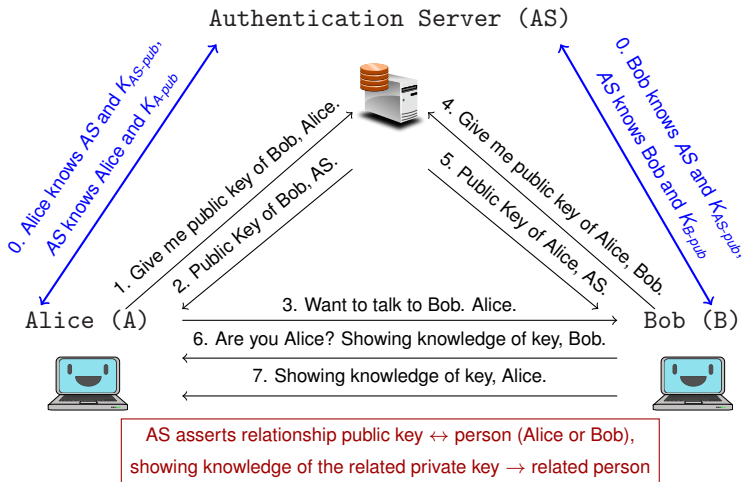 Authentication Server (AS)
0. Alice knows AS and K_AS-pub,
AS knows Alice and K_A-pub
0. Bob knows AS and K_AS-pub,
AS knows Bob and K_B-pub
1. Give me public key of Bob, Alice.
2. Public Key of Bob, AS.
4. Give me public key of Alice, Bob.
5. Public Key of Alice, AS.
Alice (A)
3. Want to talk to Bob. Alice.
Bob (B)
6. Are you Alice? Showing knowledge of key, Bob.
7. Showing knowledge of key, Alice.
AS asserts relationship public key ↔ person (Alice or Bob),
showing knowledge of the related private key → related person